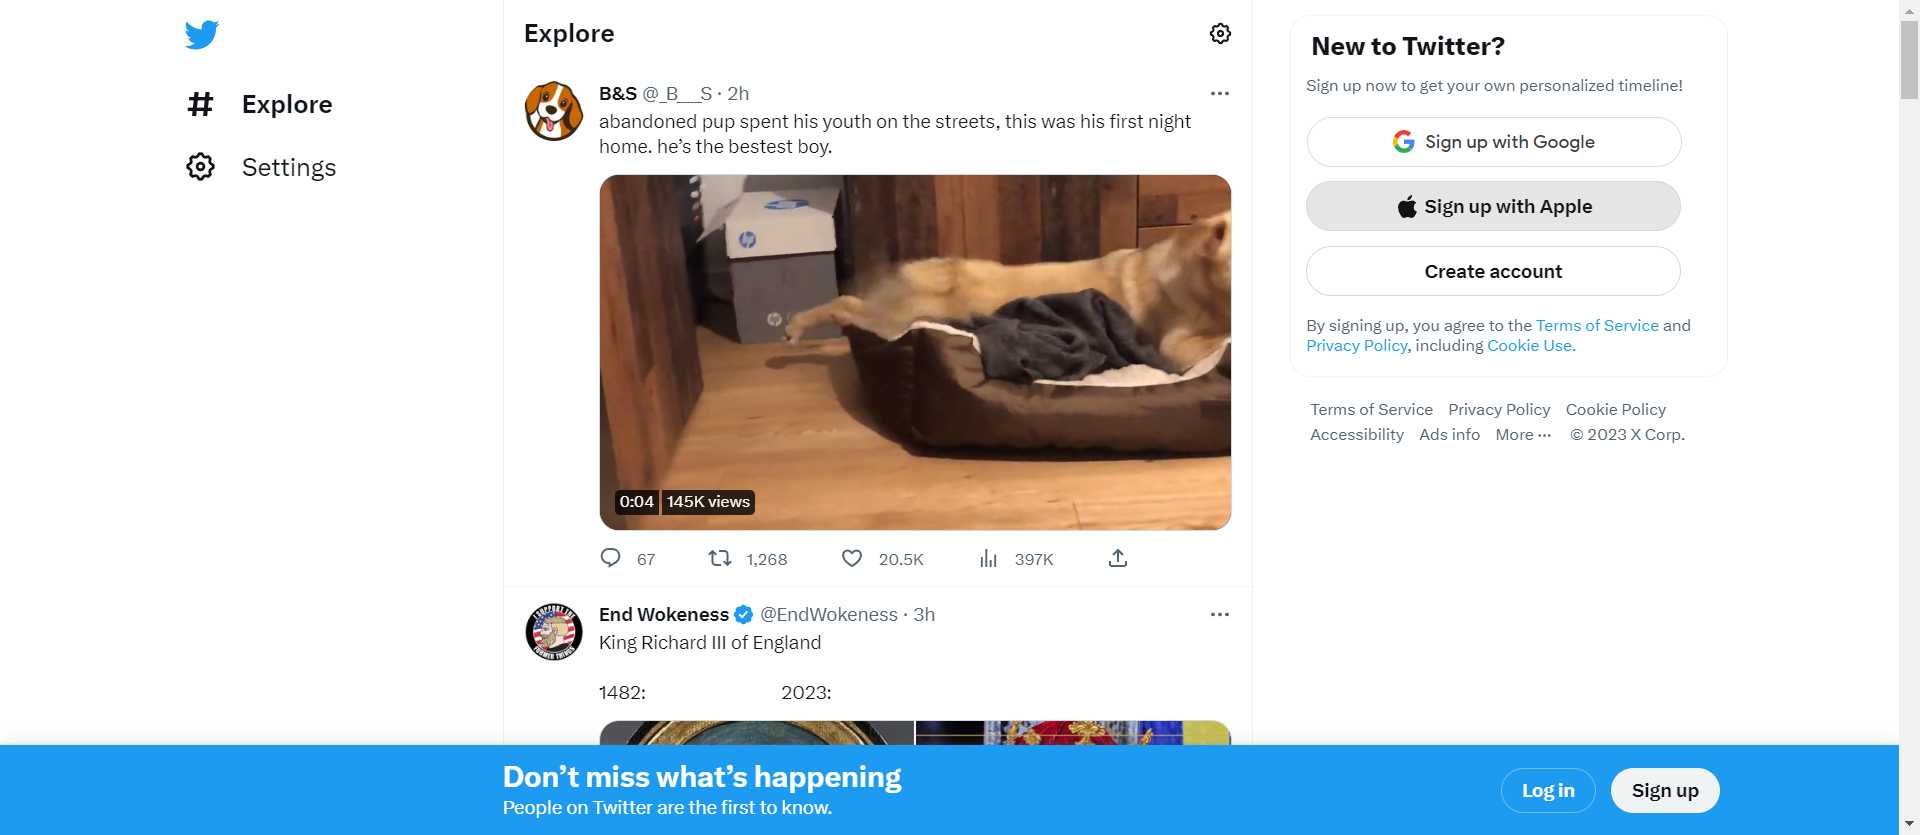 Explore
Settings
Explore
B&S @_B___S · 2h
abandoned pup spent his youth on the streets, this was his first night
home. he’s the bestest boy.
hp
0:04 145K views
67 1,268 20.5K 397K
End Wokeness @EndWokeness · 3h
King Richard III of England
1482: 2023:
New to Twitter?
Sign up now to get your own personalized timeline!
Sign up with Google
Sign up with Apple
Create account
By signing up, you agree to the Terms of Service and
Privacy Policy, including Cookie Use.
Terms of Service Privacy Policy Cookie Policy
Accessibility Ads info More ··· © 2023 X Corp.
Don’t miss what’s happening
People on Twitter are the first to know.
Log in
Sign up